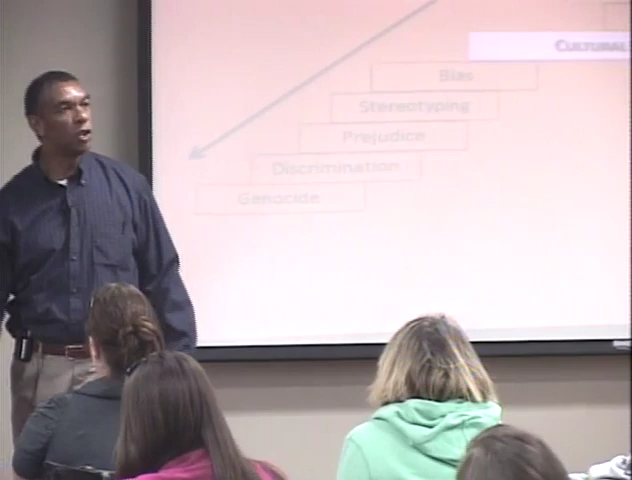 CULTURAL
Bias
Stereotyping
Prejudice
Discrimination
Genocide